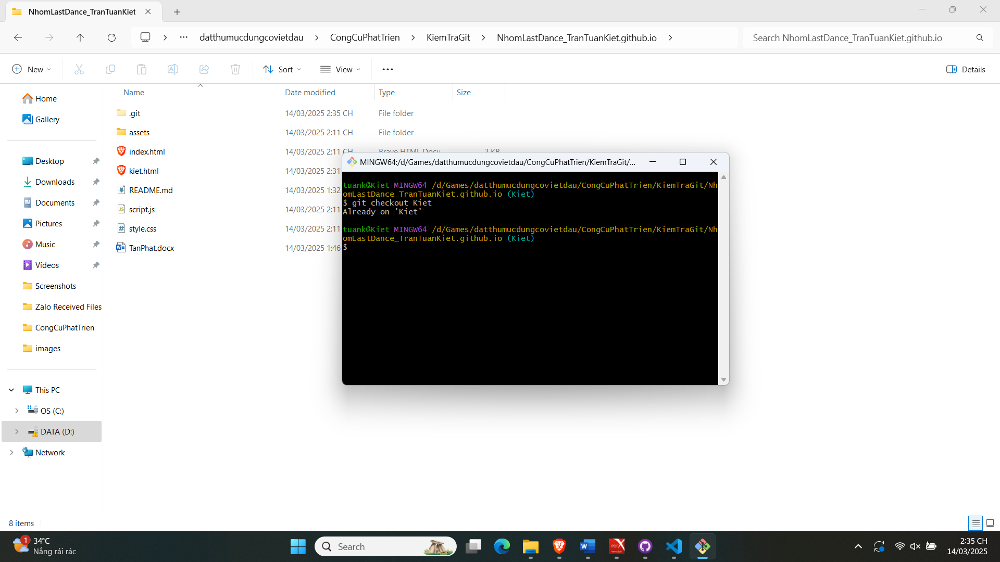 NhomLastDance_TranTuanKiet
datthumucdungcovietdau
CongCuPhatTrien
KiemTraGit
NhomLastDance_TranTuanKiet.github.io
Search NhomLastDance_TranTuanKiet.github.io
New
Sort
View
Details
Name
Date modified
Type
Size
.git
14/03/2025 2:35 CH
File folder
assets
14/03/2025 2:11 CH
File folder
index.html
14/03/2025 2:11 CH
Brave HTML Docu...
2 KB
kiet.html
14/03/2025 2:31
README.md
14/03/2025 1:32
script.js
14/03/2025 2:11
style.css
14/03/2025 2:11
TanPhat.docx
14/03/2025 1:46
Home
Gallery
Desktop
Downloads
Documents
Pictures
Music
Videos
Screenshots
Zalo Received Files
CongCuPhatTrien
images
This PC
OS (C:)
DATA (D:)
Network
8 items
MINGW64:/d/Games/datthumucdungcovietdau/CongCuPhatTrien/KiemTraGit/...
tuank@Kiet MINGW64 /d/Games/datthumucdungcovietdau/CongCuPhatTrien/KiemTraGit/Nh
omLastDance_TranTuanKiet.github.io (Kiet)
$ git checkout Kiet
Already on 'Kiet'
tuank@Kiet MINGW64 /d/Games/datthumucdungcovietdau/CongCuPhatTrien/KiemTraGit/Nh
omLastDance_TranTuanKiet.github.io (Kiet)
$
1
34°C
Nắng rải rác
Search
2:35 CH
14/03/2025